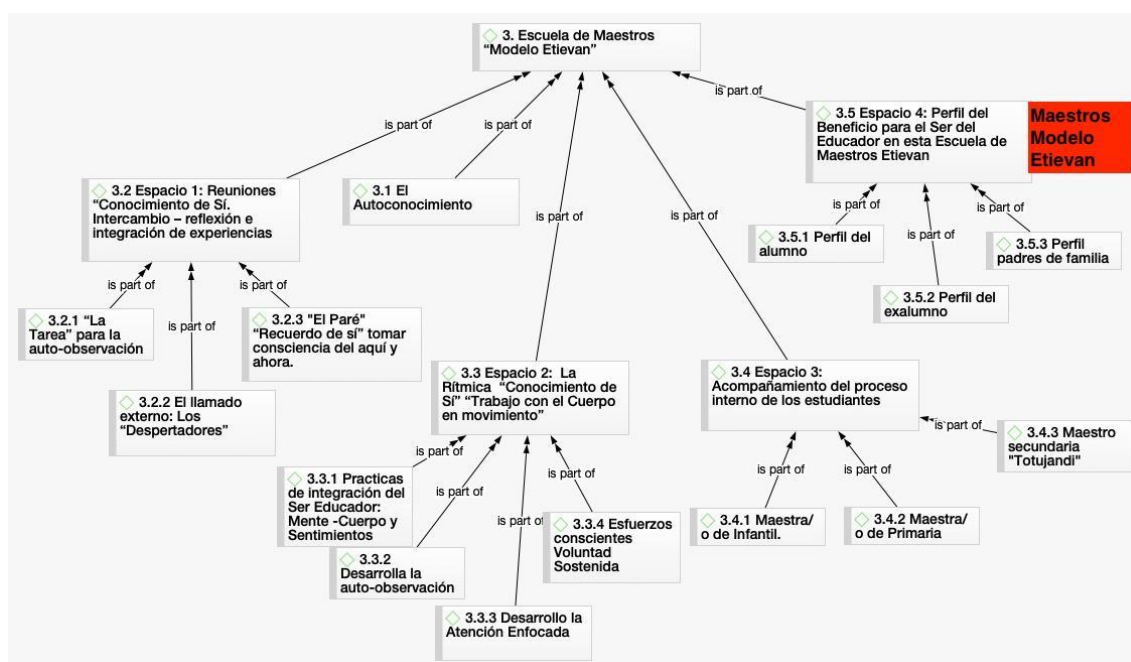 3. Escuela de Maestros
“Modelo Etievan”
is part of
is part of
is part of
is part of
is part of
3.5 Espacio 4: Perfil del
Beneficio para el Ser del
Educador en esta Escuela de
Maestros Etievan
Maestros
Modelo
Etievan
3.2 Espacio 1: Reuniones
“Conocimiento de Sí.
Intercambio – reflexión e
integración de experiencias
3.1 El
Autoconocimiento
is part of
is part of
is part of
3.5.1 Perfil del
alumno
3.5.3 Perfil
padres de familia
3.5.2 Perfil del
exalumno
is part of
is part of
is part of
3.2.1 “La
Tarea” para la
auto-observación
3.2.3 "El Paré"
“Recuerdo de sí” tomar
consciencia del aquí y
ahora.
3.2.2 El llamado
externo: Los
“Despertadores”
3.3 Espacio 2: La
Rítmica “Conocimiento de
Sí” “Trabajo con el Cuerpo
en movimiento”
3.4 Espacio 3:
Acompañamiento del proceso
interno de los estudiantes
is part of
3.4.3 Maestro
secundaria
"Totujandi"
is part of
is part of
is part of
is part of
is part of
is part of
3.3.1 Practicas
de integración del
Ser Educador:
Mente -Cuerpo y
Sentimientos
3.3.4 Esfuerzos
conscientes
Voluntad
Sostenida
3.4.1 Maestra/
o de Infantil.
3.4.2 Maestra/
o de Primaria
3.3.2
Desarrolla la
auto-observación
3.3.3 Desarrollo la
Atención Enfocada